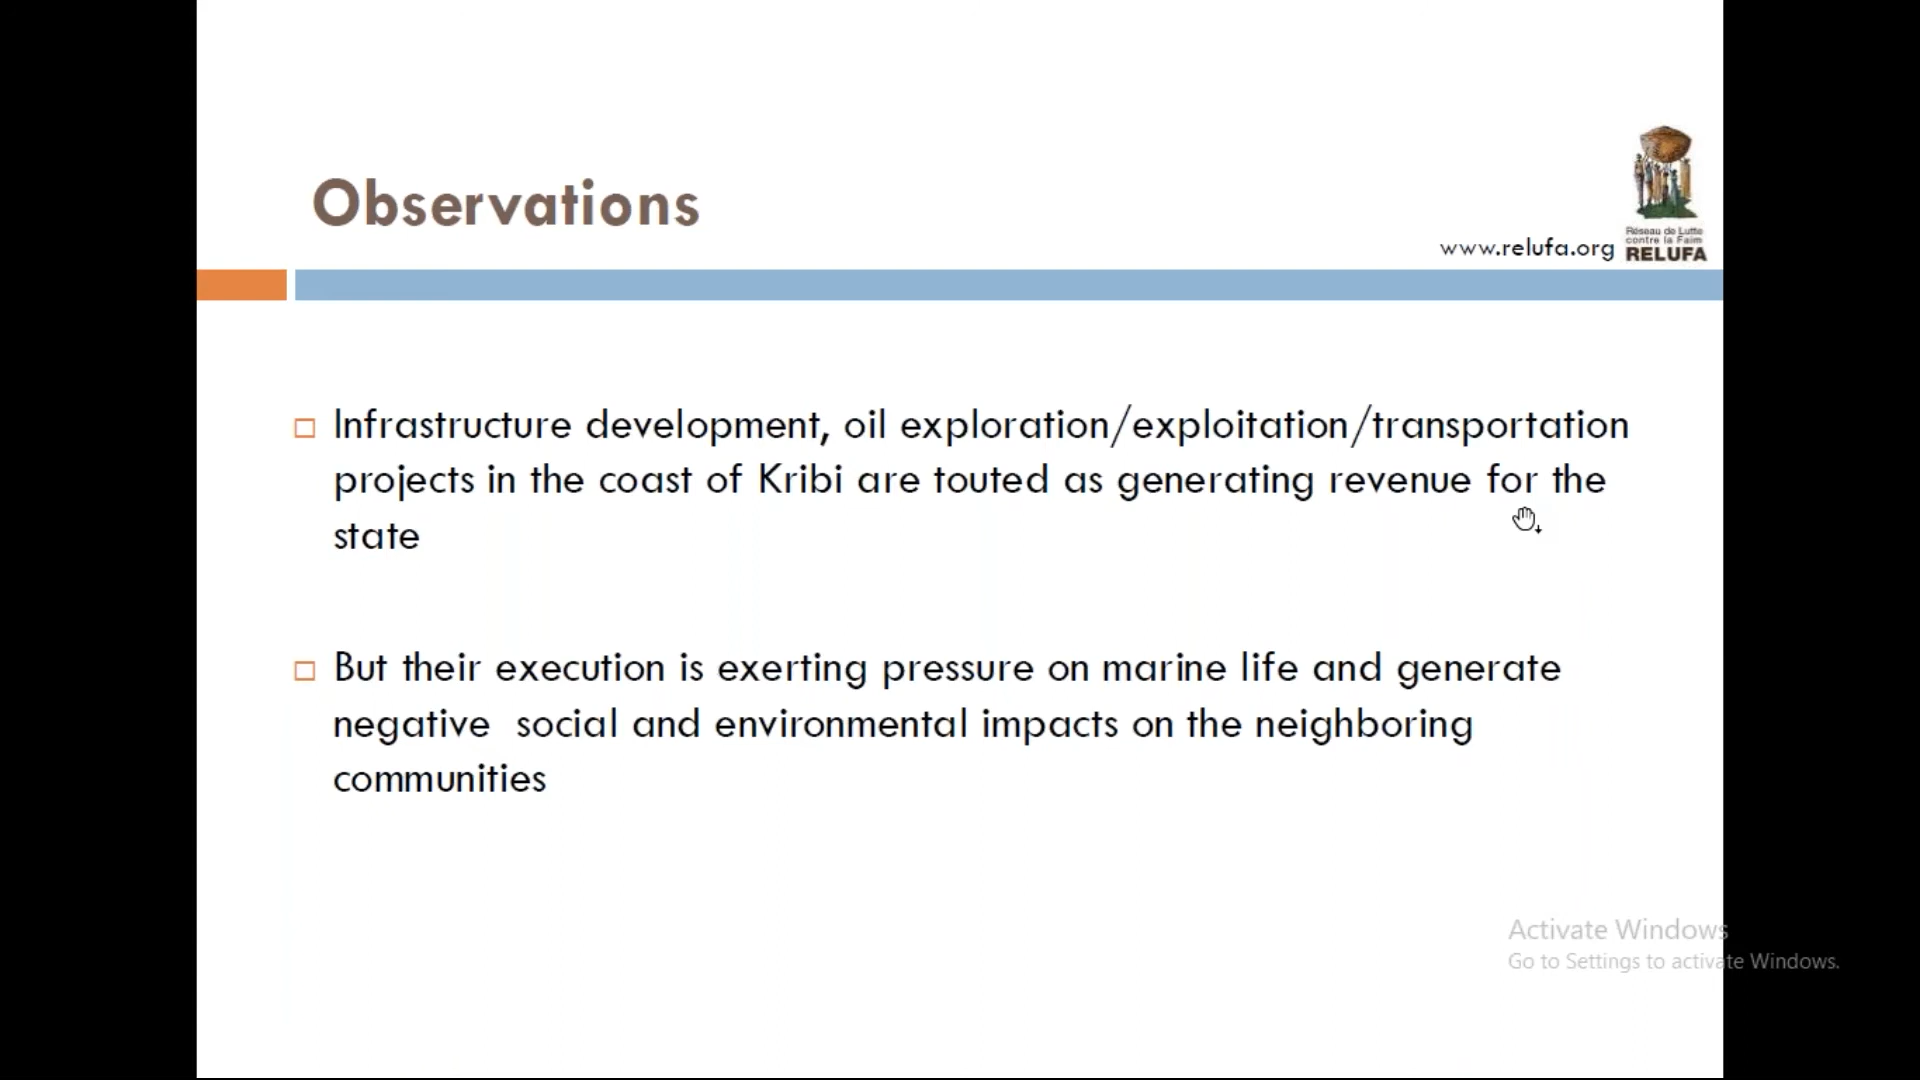 Observations
www.relufa.org
Réseau de Lutte
contre la Faim
RELUFA
Infrastructure development, oil exploration/exploitation/transportation
projects in the coast of Kribi are touted as generating revenue for the
state
But their execution is exerting pressure on marine life and generate
negative  social and environmental impacts on the neighboring
communities
Activate Windows
Go to Settings to activate Windows.